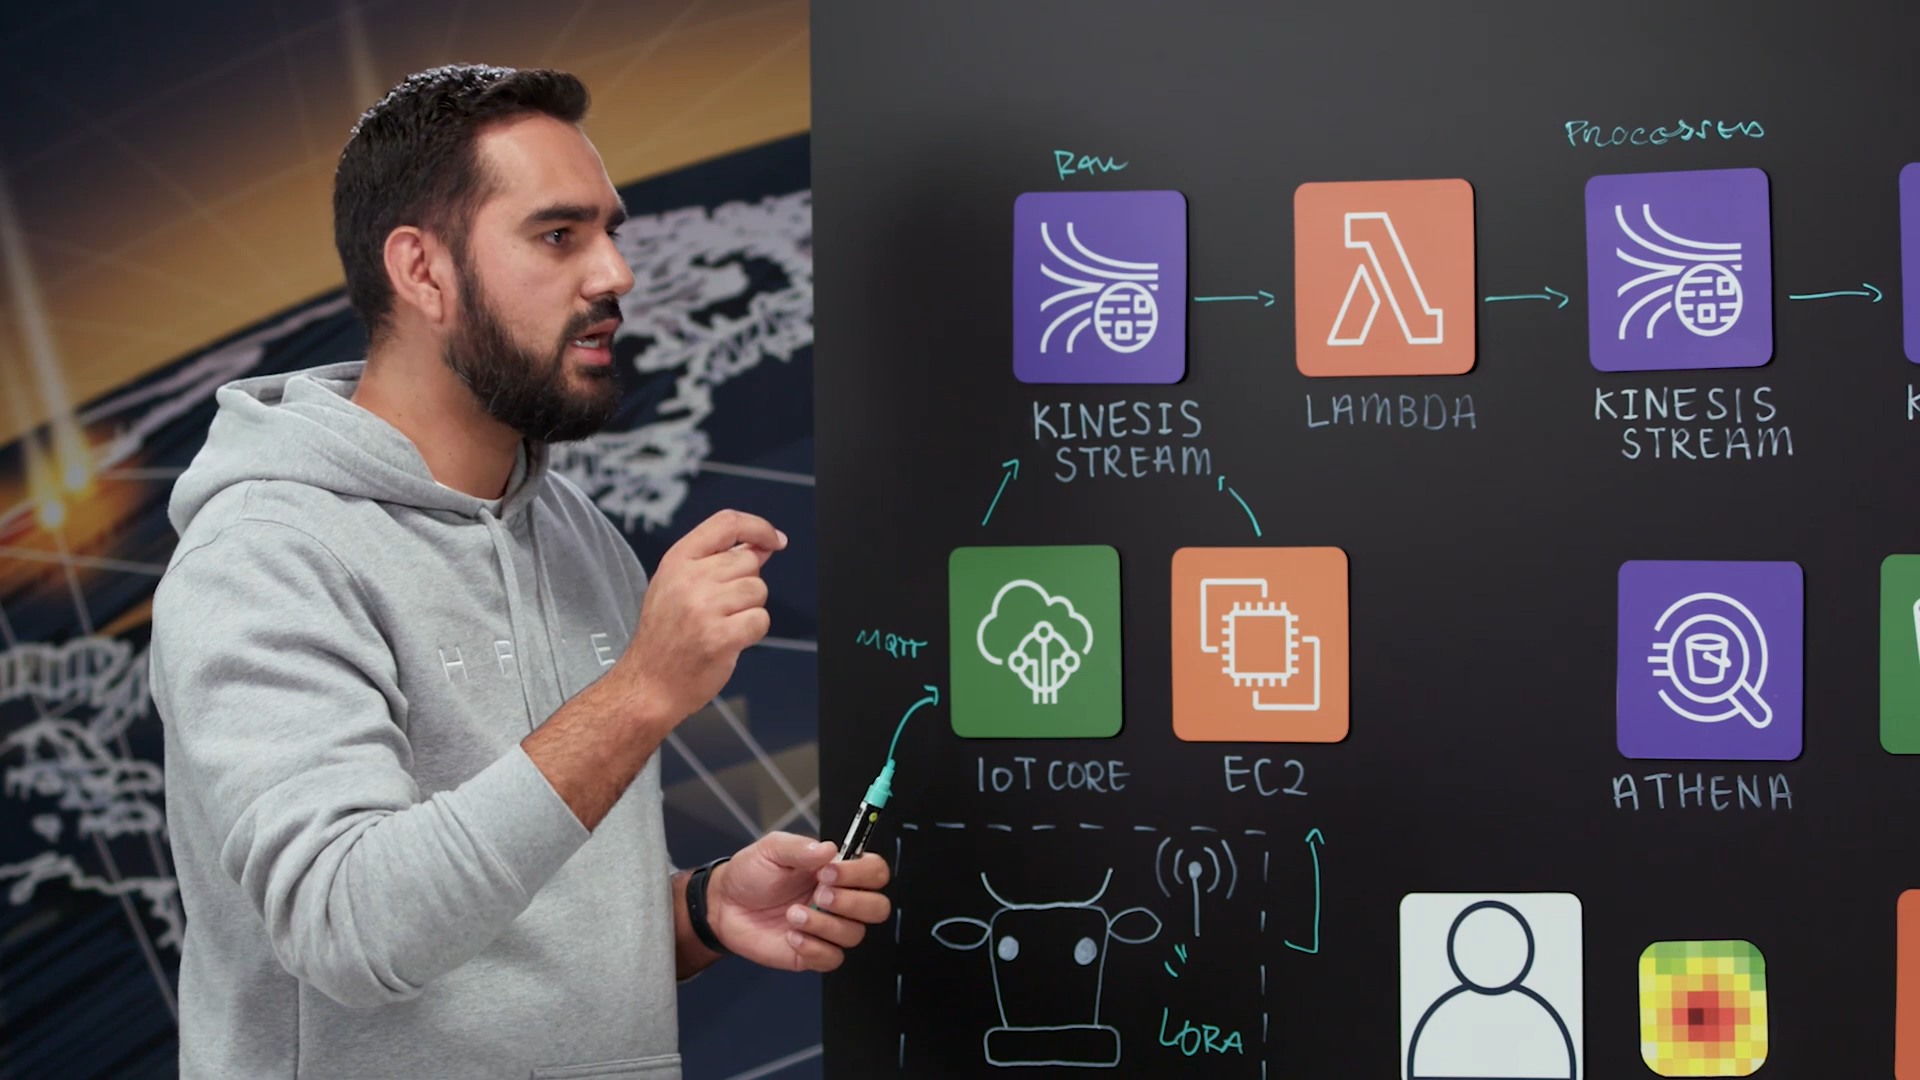 RAW
PROCESSED
KINESIS
STREAM
LAMBDA
KINESIS
STREAM
K
MQTT
IOT CORE
EC2
ATHENA
LORA